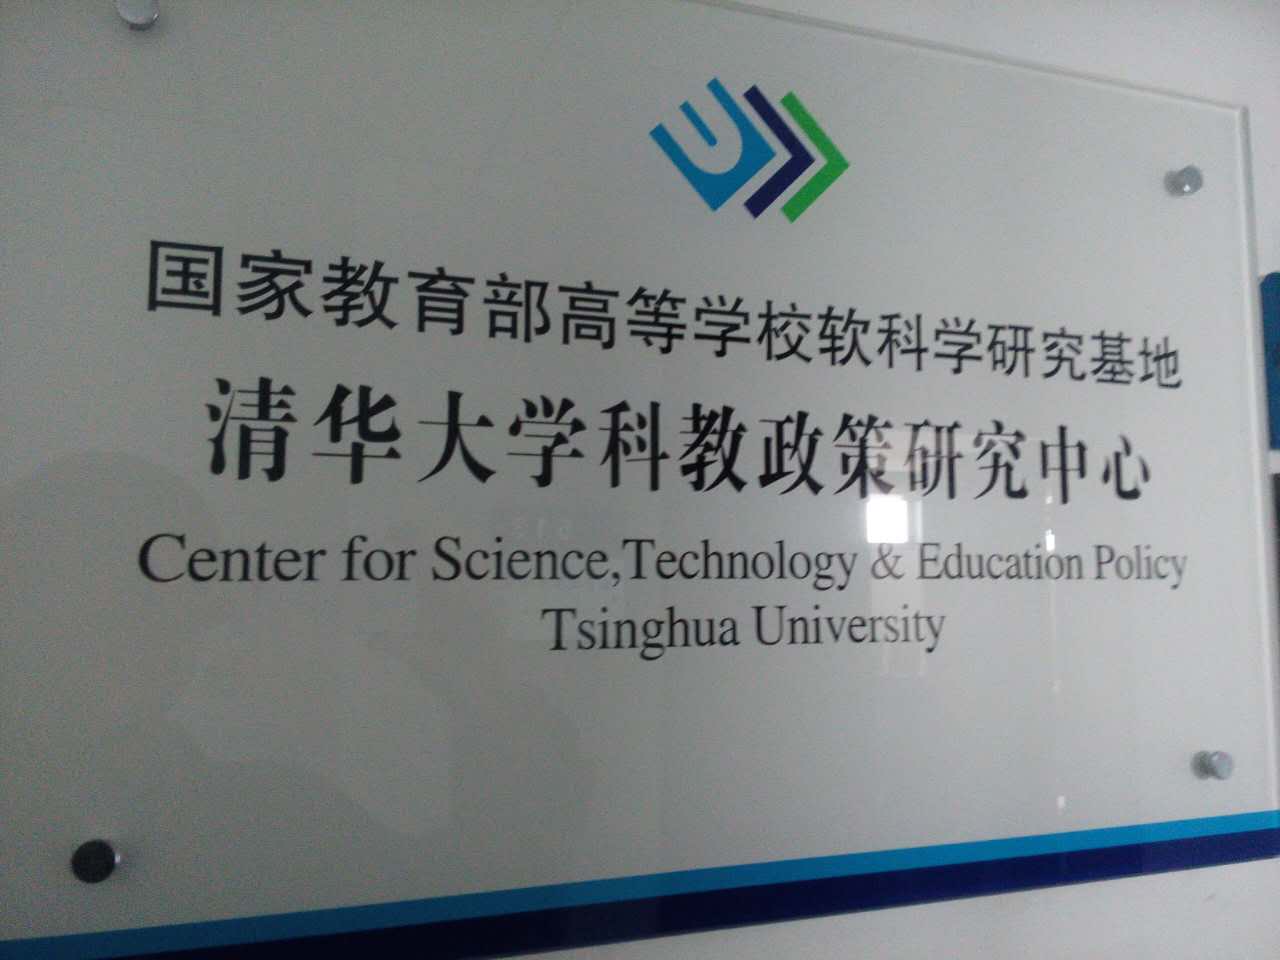 国家教育部高等学校软科学研究基地
清华大学科教政策研究中心
Center for Science,Technology & Education Policy
Tsinghua University